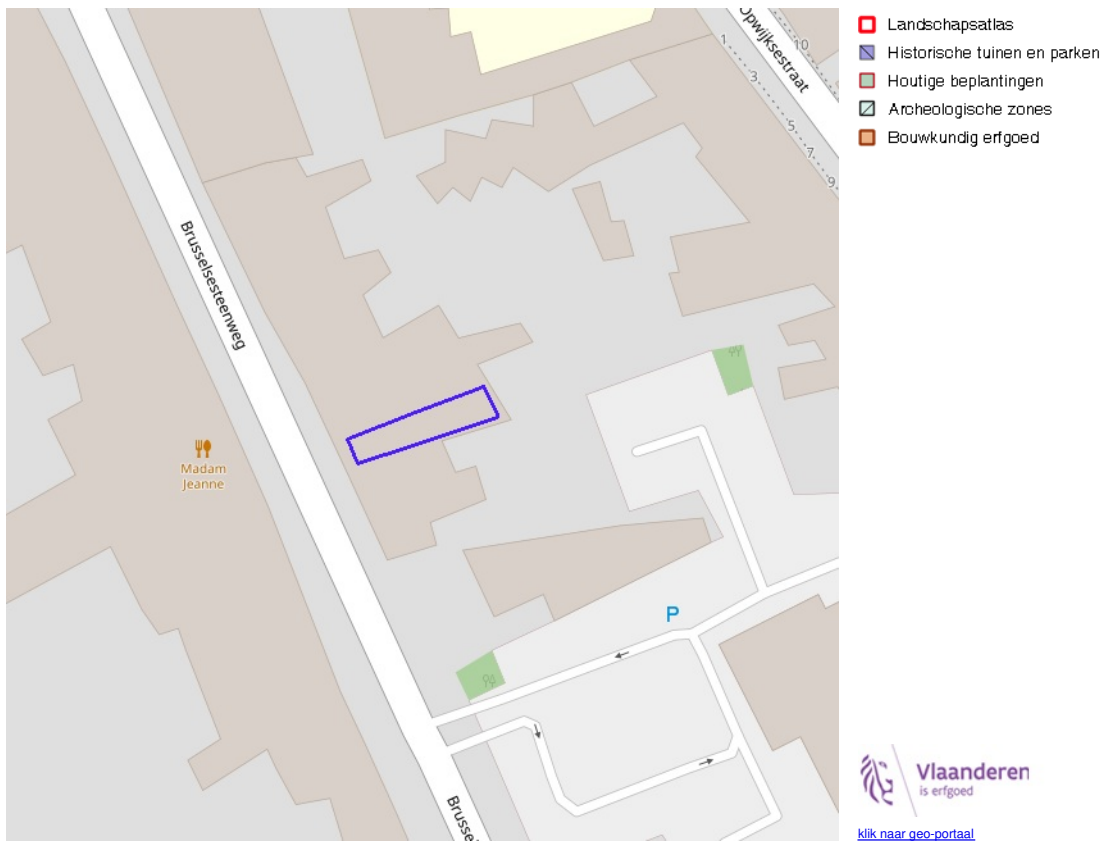 Opwijksestraat
1
3
5
7
9
10
Brusselsesteenweg
Madam
Jeanne
P
Brussel
Landschapsatlas
Historische tuinen en parken
Houtige beplantingen
Archeologische zones
Bouwkundig erfgoed
Vlaanderen
is erfgoed
klik naar geo-portaal